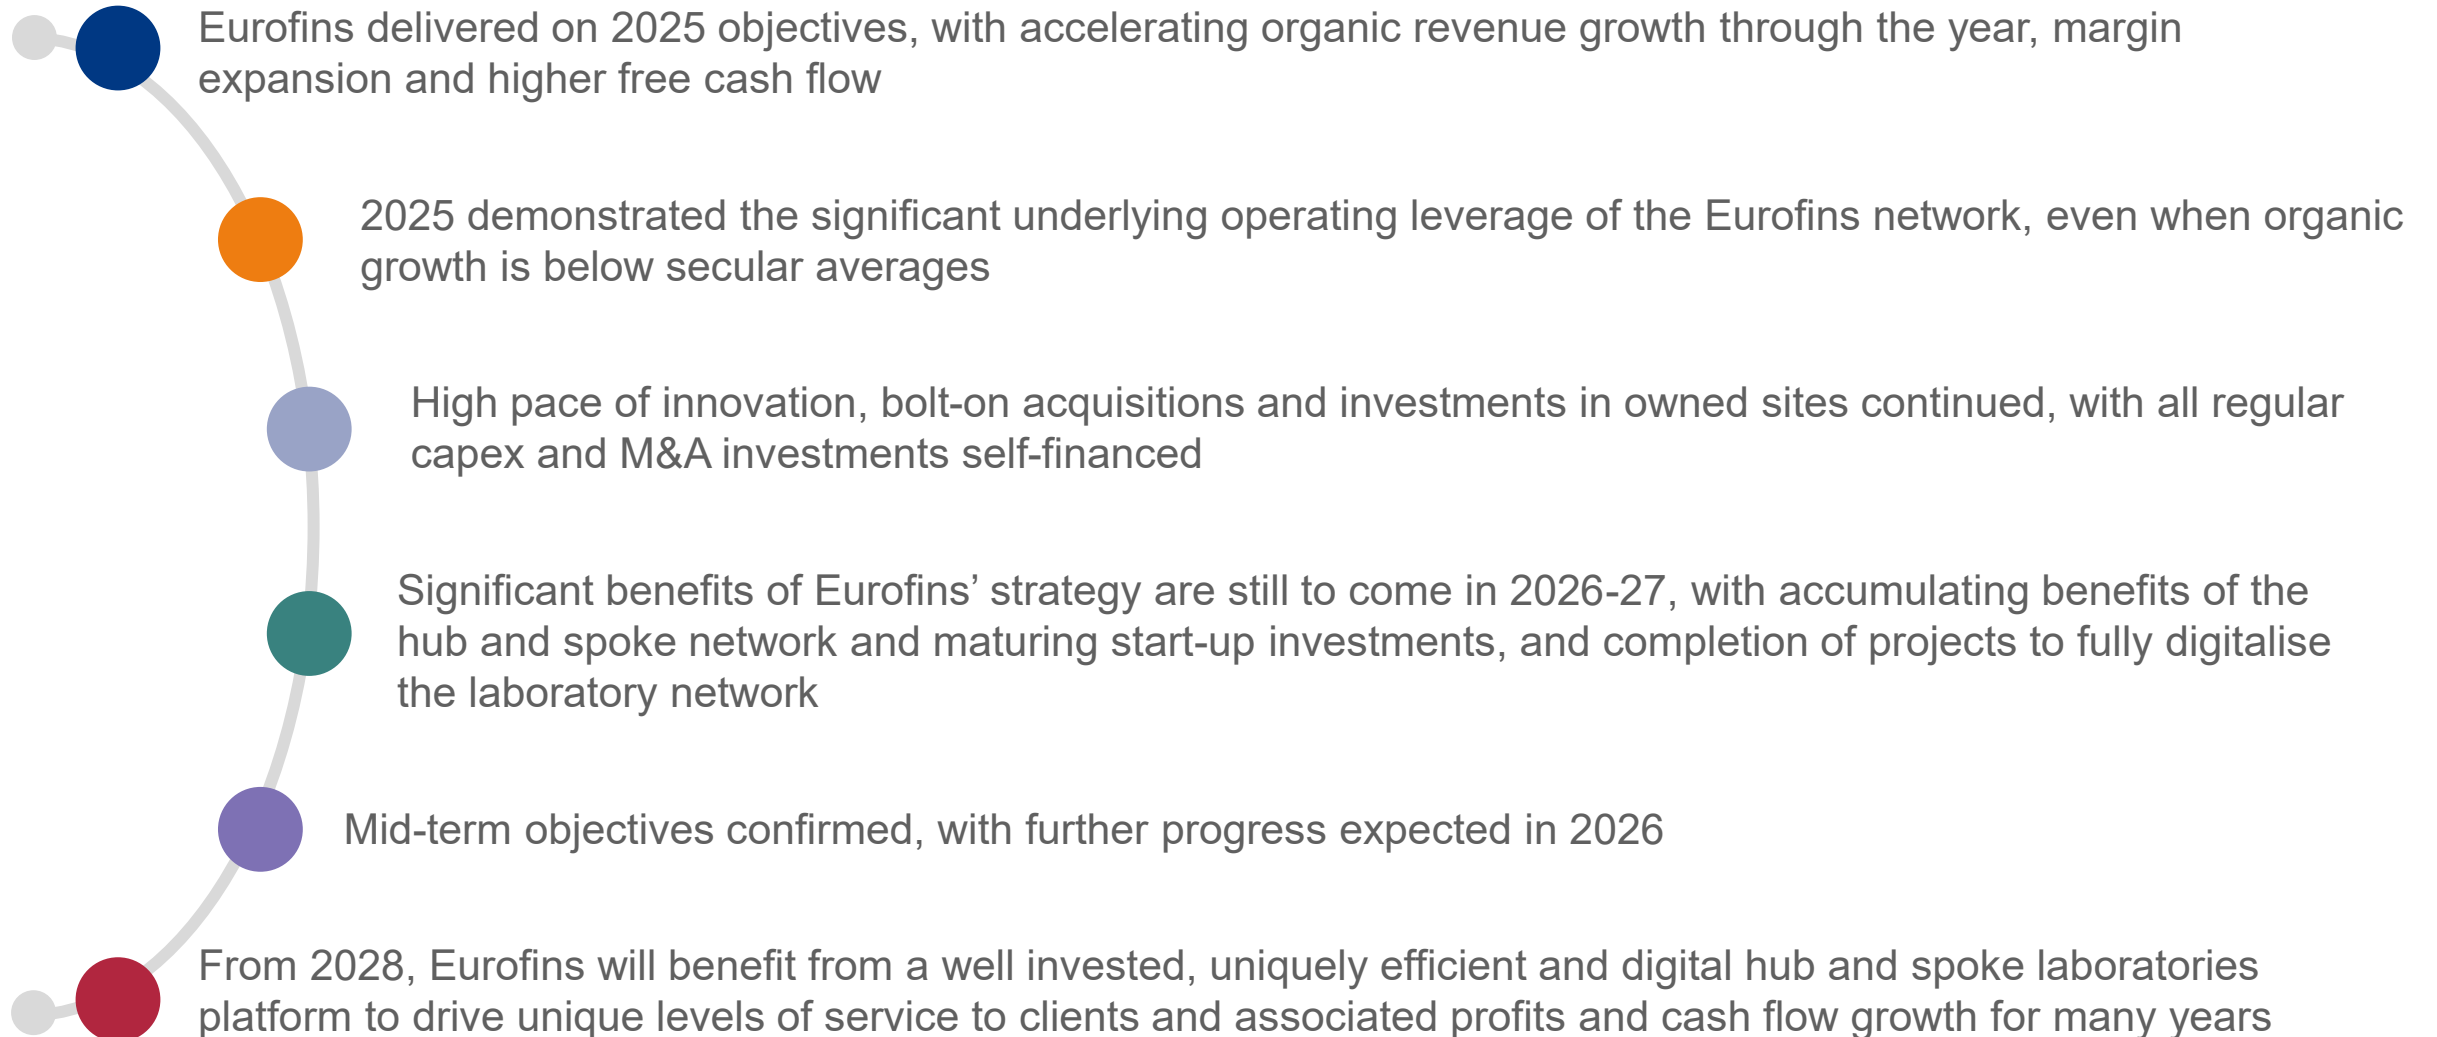 Eurofins delivered on 2025 objectives, with accelerating organic revenue growth through the year, margin
expansion and higher free cash flow
2025 demonstrated the significant underlying operating leverage of the Eurofins network, even when organic
growth is below secular averages
High pace of innovation, bolt-on acquisitions and investments in owned sites continued, with all regular
capex and M&A investments self-financed
Significant benefits of Eurofins’ strategy are still to come in 2026-27, with accumulating benefits of the
hub and spoke network and maturing start-up investments, and completion of projects to fully digitalise
the laboratory network
Mid-term objectives confirmed, with further progress expected in 2026
From 2028, Eurofins will benefit from a well invested, uniquely efficient and digital hub and spoke laboratories
platform to drive unique levels of service to clients and associated profits and cash flow growth for many years